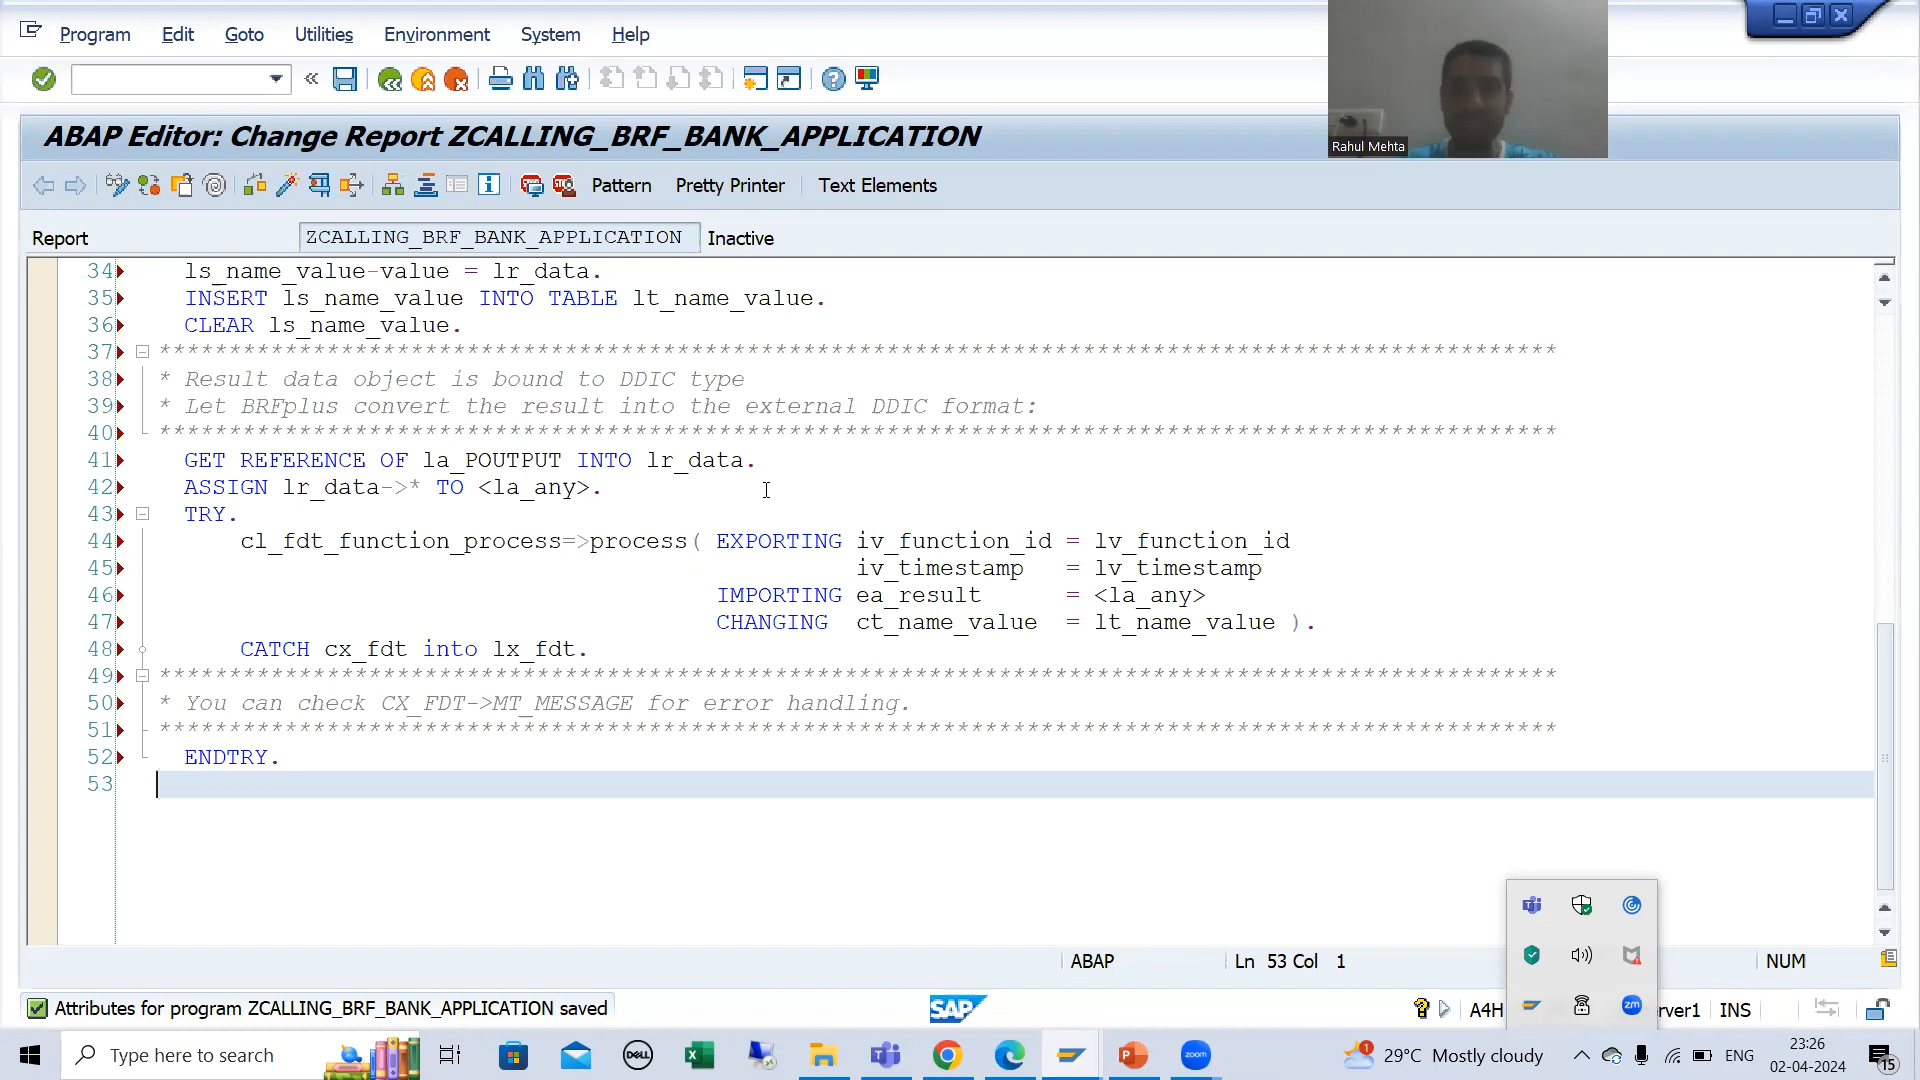 Program Edit Goto Utilities Environment System Help
Rahul Mehta
ABAP Editor: Change Report ZCALLING_BRF_BANK_APPLICATION
Pattern Pretty Printer Text Elements
Report ZCALLING_BRF_BANK_APPLICATION Inactive
34 ls_name_value-value = lr_data.
35 INSERT ls_name_value INTO TABLE lt_name_value.
36 CLEAR ls_name_value.
37 ****************************************************************************************************
38 * Result data object is bound to DDIC type
39 * Let BRFplus convert the result into the external DDIC format:
40 ****************************************************************************************************
41 GET REFERENCE OF la_POUTPUT INTO lr_data.
42 ASSIGN lr_data->* TO <la_any>.
43 TRY.
44 cl_fdt_function_process=>process( EXPORTING iv_function_id = lv_function_id
45 iv_timestamp = lv_timestamp
46 IMPORTING ea_result = <la_any>
47 CHANGING ct_name_value = lt_name_value ).
48 CATCH cx_fdt into lx_fdt.
49 ****************************************************************************************************
50 * You can check CX_FDT->MT_MESSAGE for error handling.
51 ****************************************************************************************************
52 ENDTRY.
53
ABAP Ln 53 Col 1 NUM
Attributes for program ZCALLING_BRF_BANK_APPLICATION saved SAP A4H rver1 INS
Type here to search DELL zoom 29°C Mostly cloudy ENG 23:26
02-04-2024 15